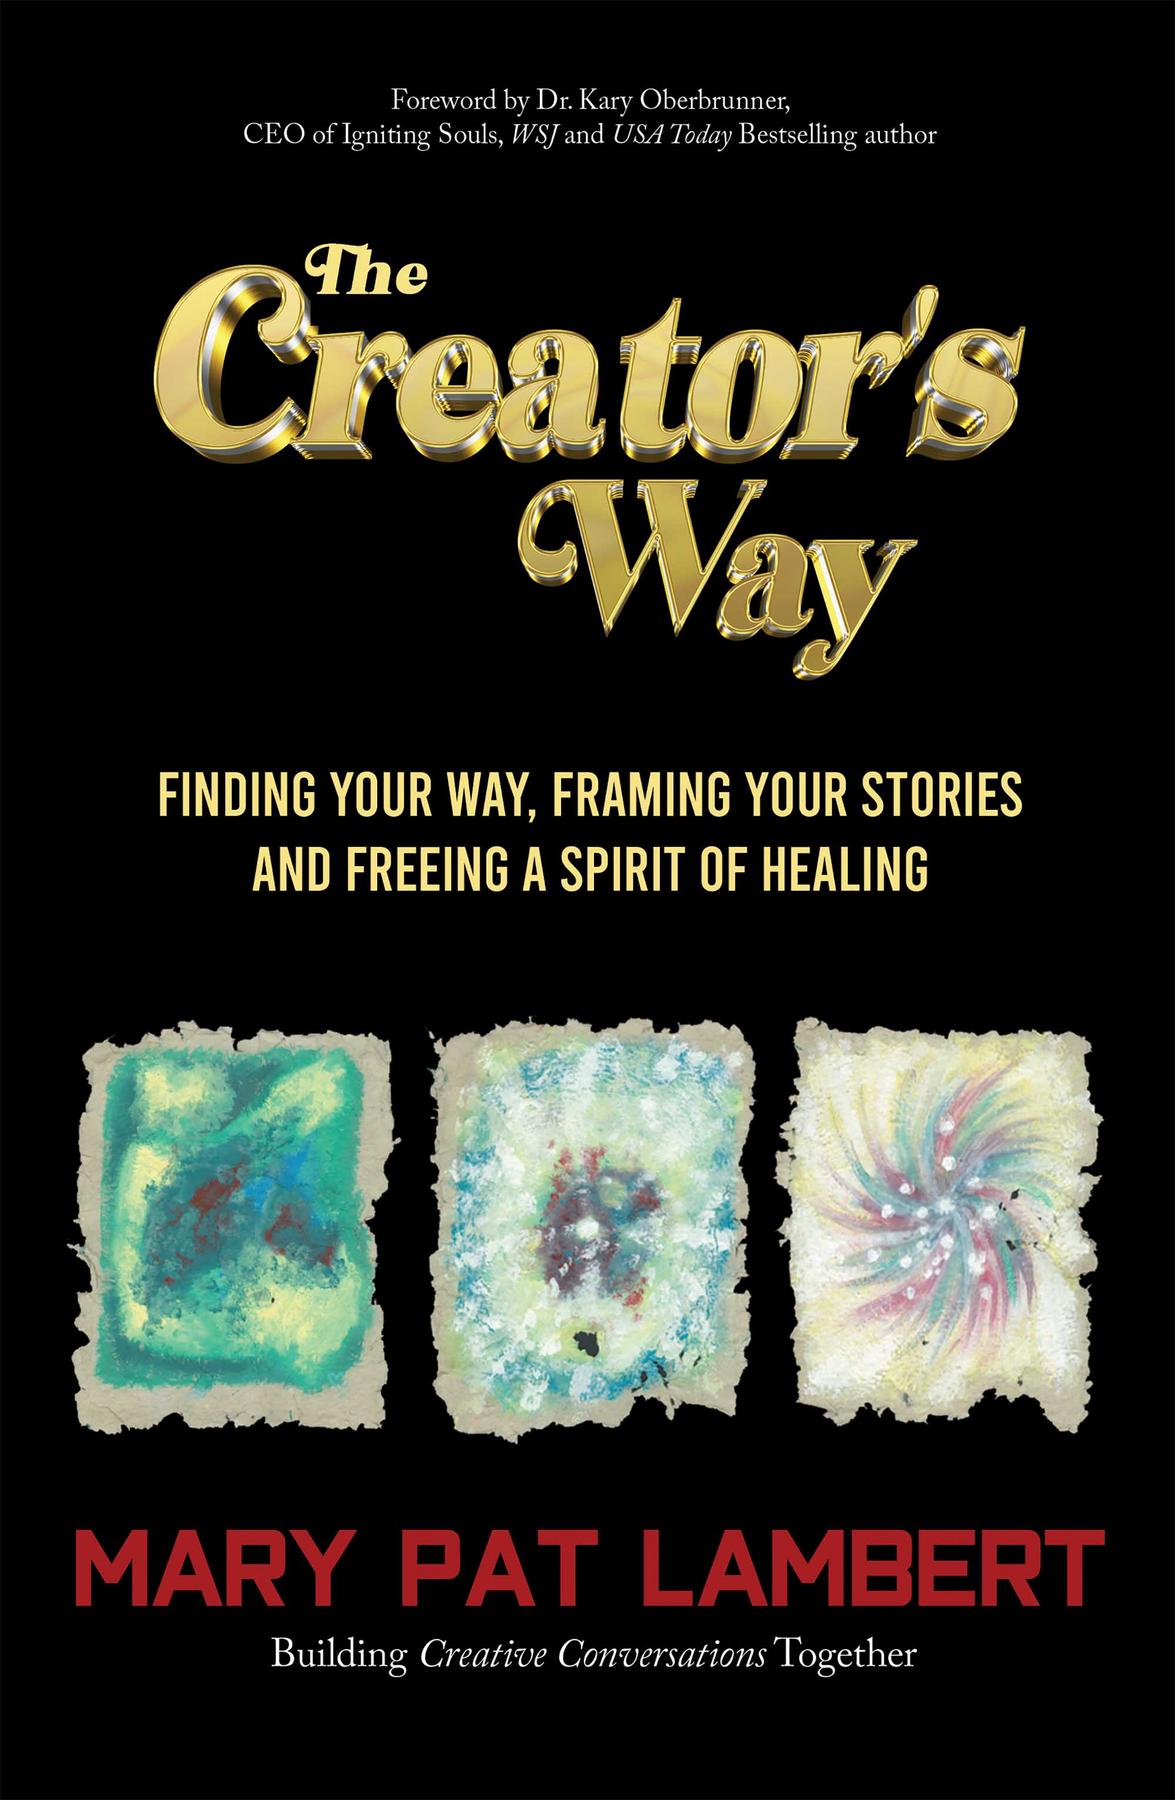 Foreword by Dr. Kary Oberbrunner,
CEO of Igniting Souls, WSJ and USA Today Bestselling author
The
Creator's
Way
FINDING YOUR WAY, FRAMING YOUR STORIES
AND FREEING A SPIRIT OF HEALING
MARY PAT LAMBERT
Building Creative Conversations Together